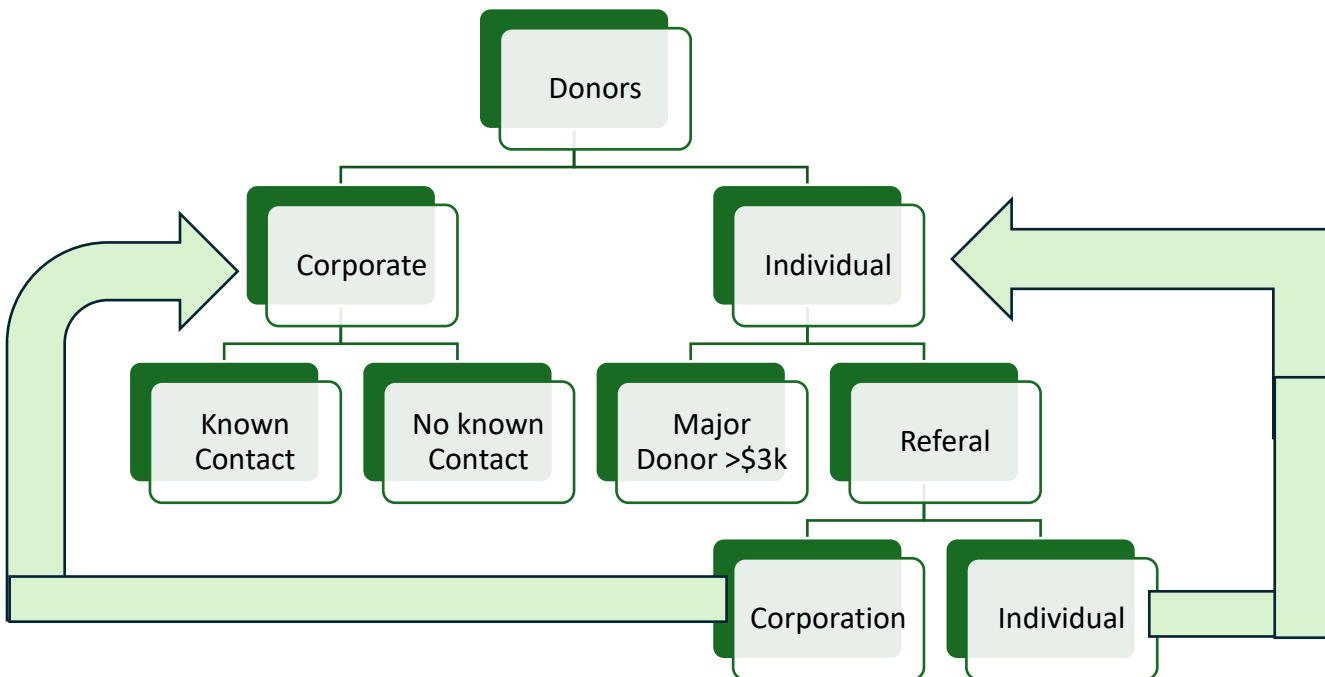 Donors
Corporate
Individual
Known
Contact
No known
Contact
Major
Donor >$3k
Referal
Corporation
Individual